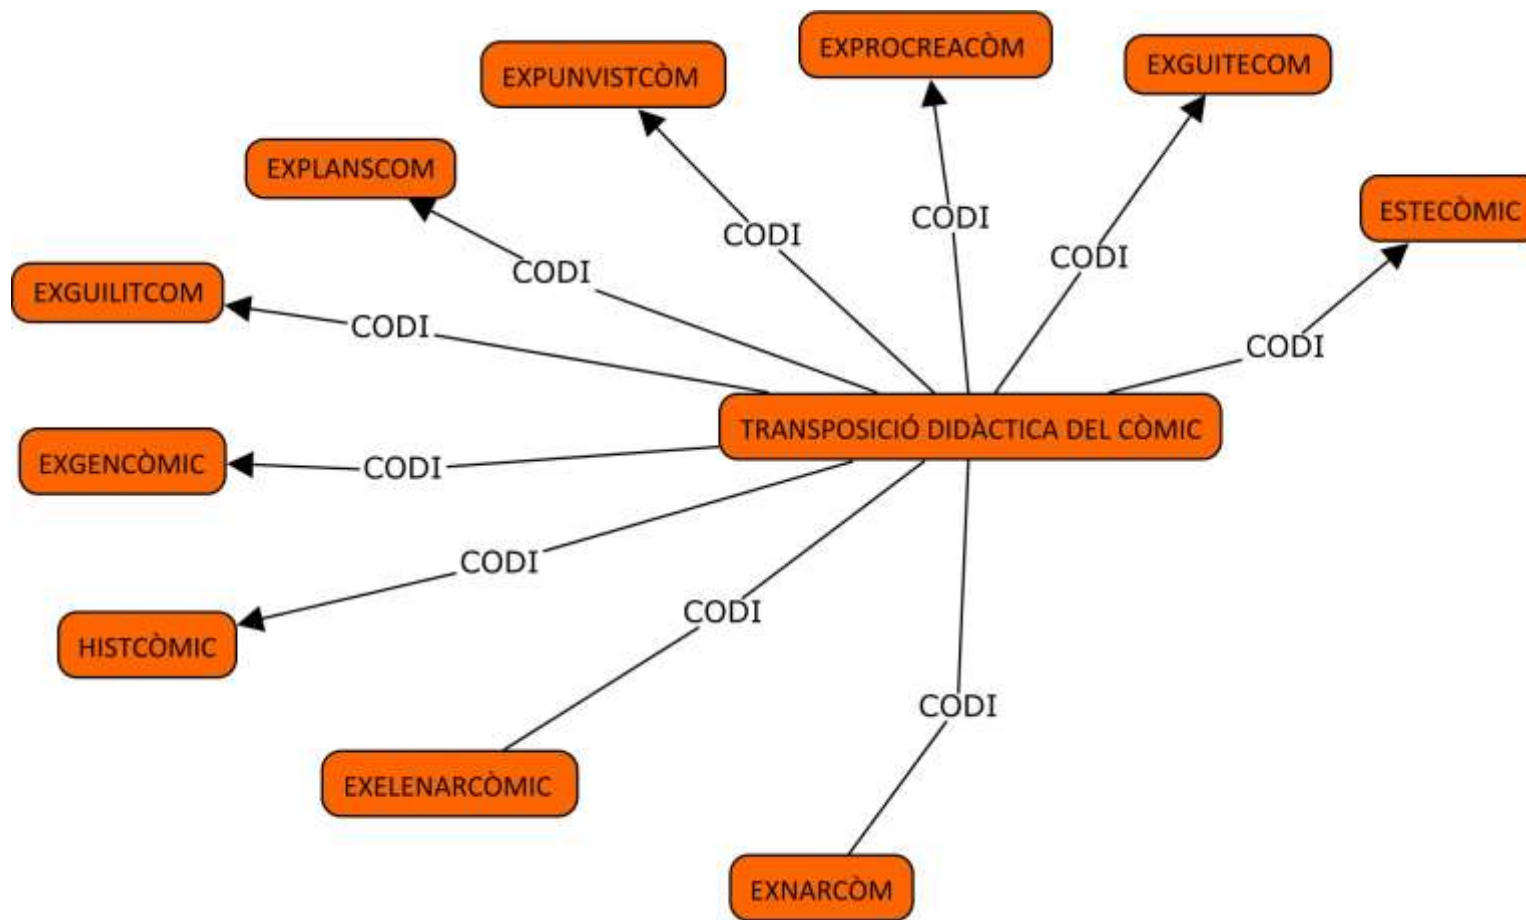 EXPROCREACÒM
EXPUNVISTCÒM
EXGUITECOM
EXPLANSCOM
ESTECÒMIC
CODI
CODI
CODI
CODI
EXGUILITCOM
CODI
CODI
TRANSPOSICIÓ DIDÀCTICA DEL CÒMIC
EXGENCÒMIC
CODI
CODI
CODI
HISTCÒMIC
CODI
EXELENARCÒMIC
EXNARCÒM